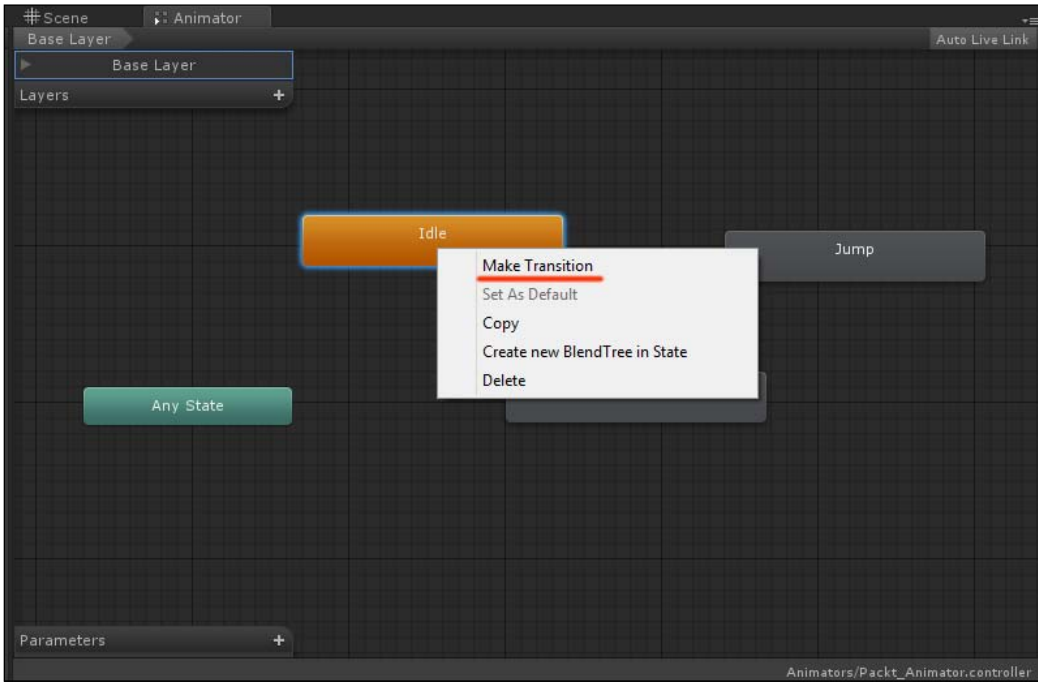 Scene
Animator
Base Layer
Auto Live Link
Base Layer
Layers
+
Idle
Jump
Make Transition
Set As Default
Copy
Create new BlendTree in State
Delete
Any State
Parameters
+
Animators/Packt_Animator.controller